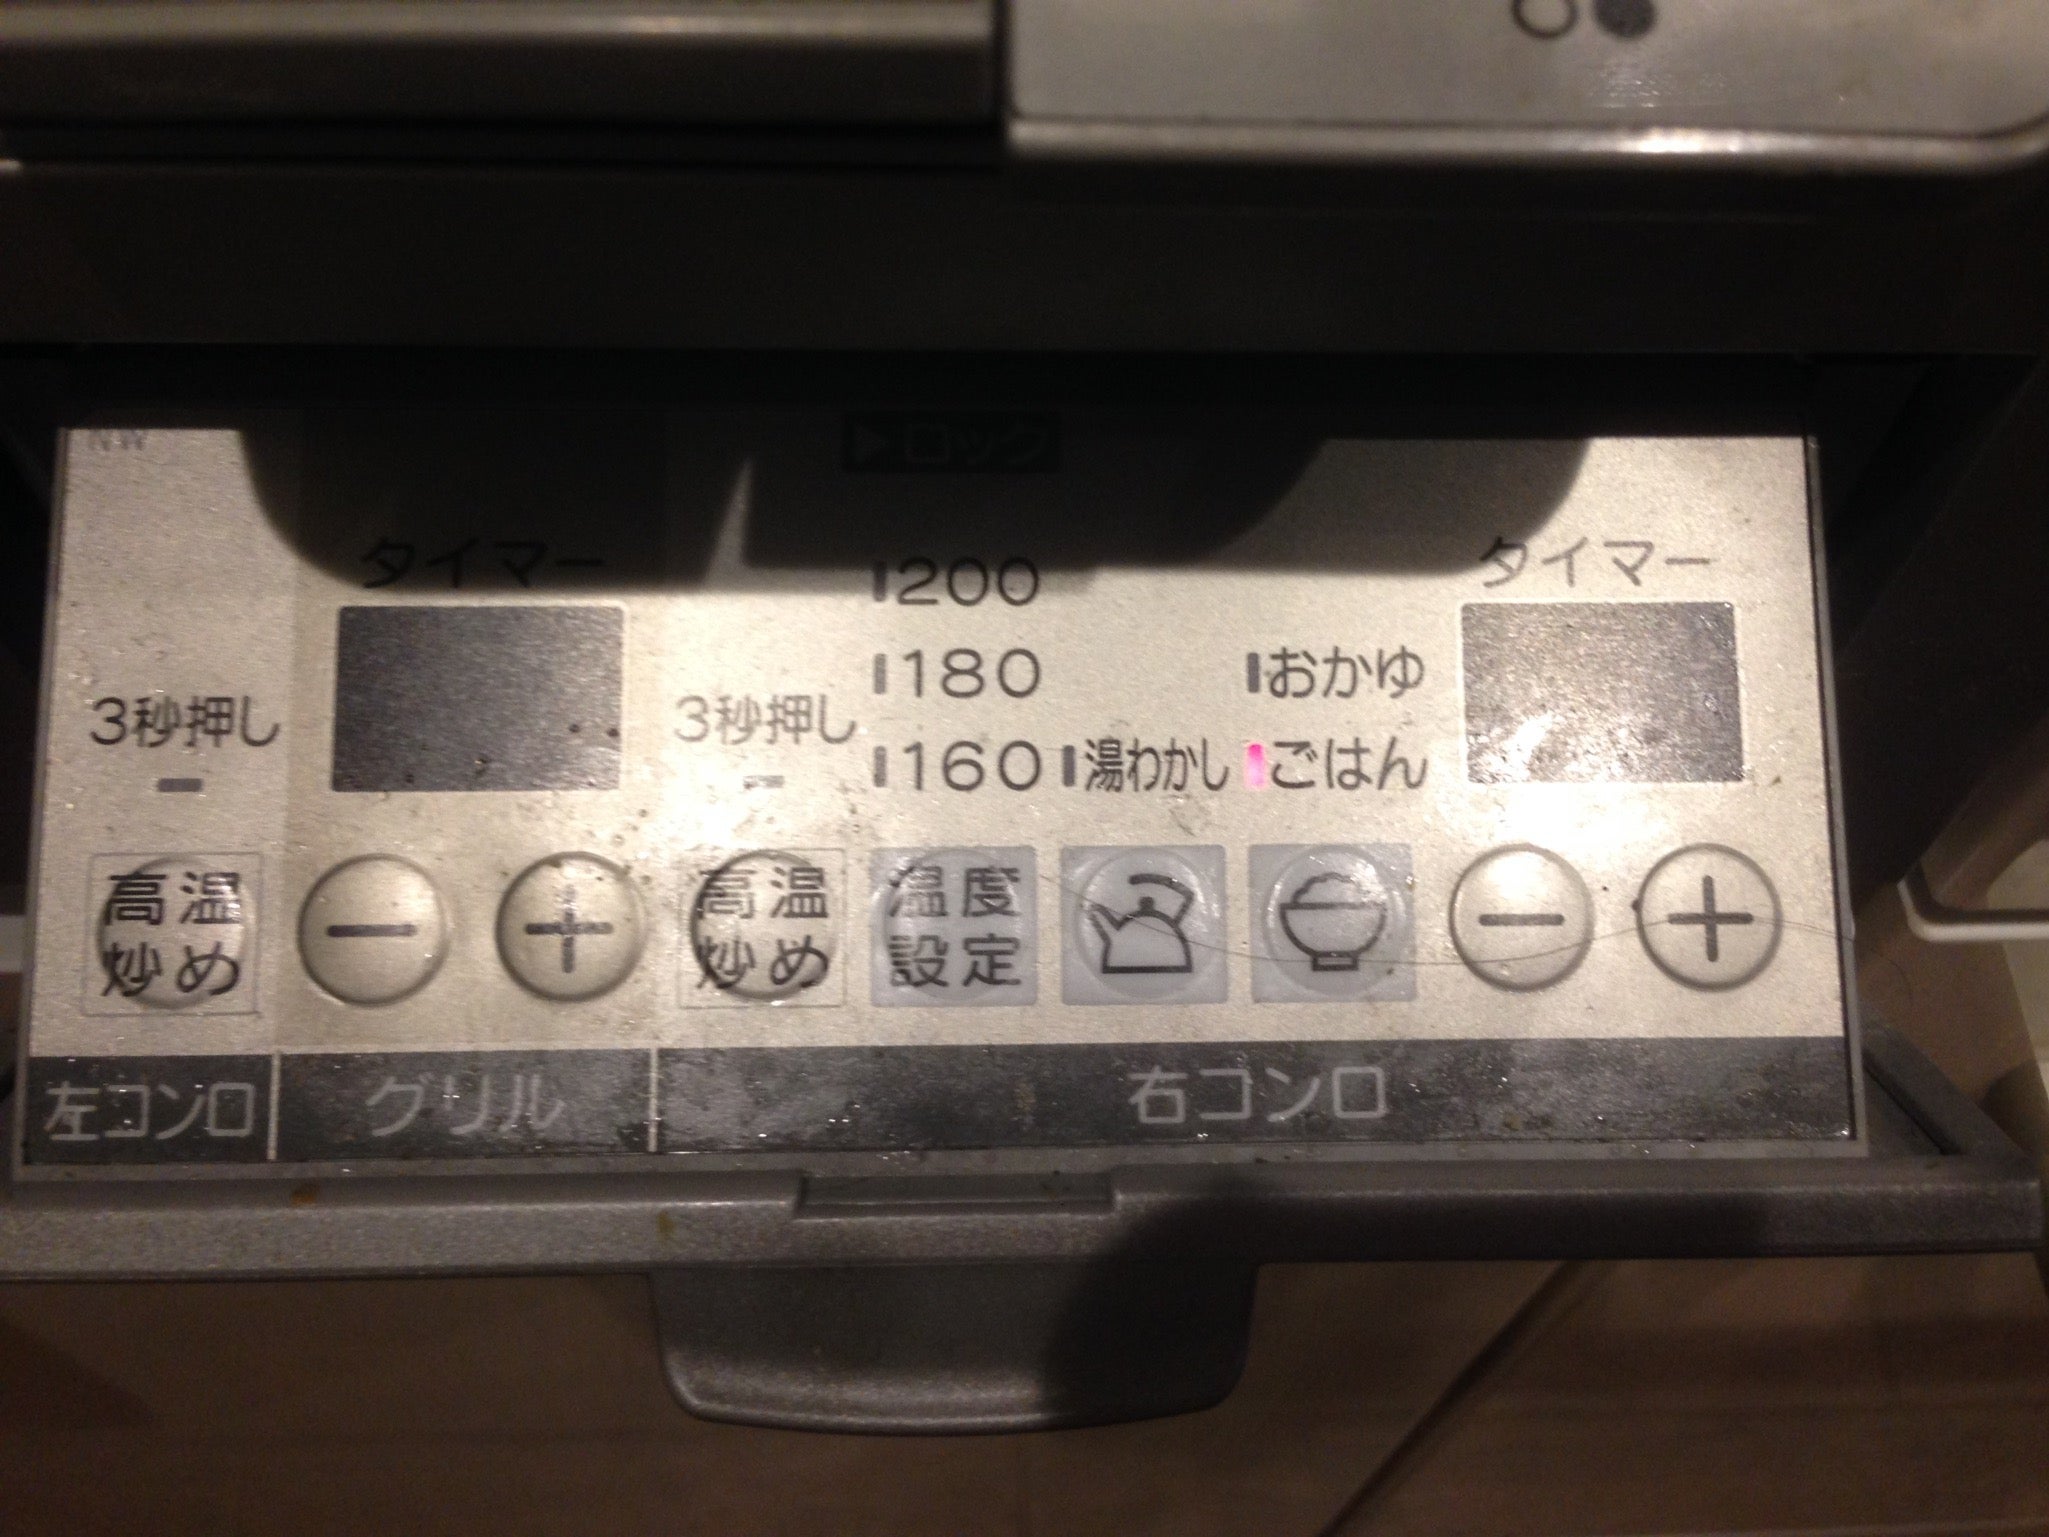 NW
▶ロック
タイマー
タイマー
200
180
おかゆ
3秒押し
3秒押し
160
湯わかし
ごはん
高温
炒め
−
+
高温
炒め
温度
設定
−
+
左コンロ
グリル
右コンロ